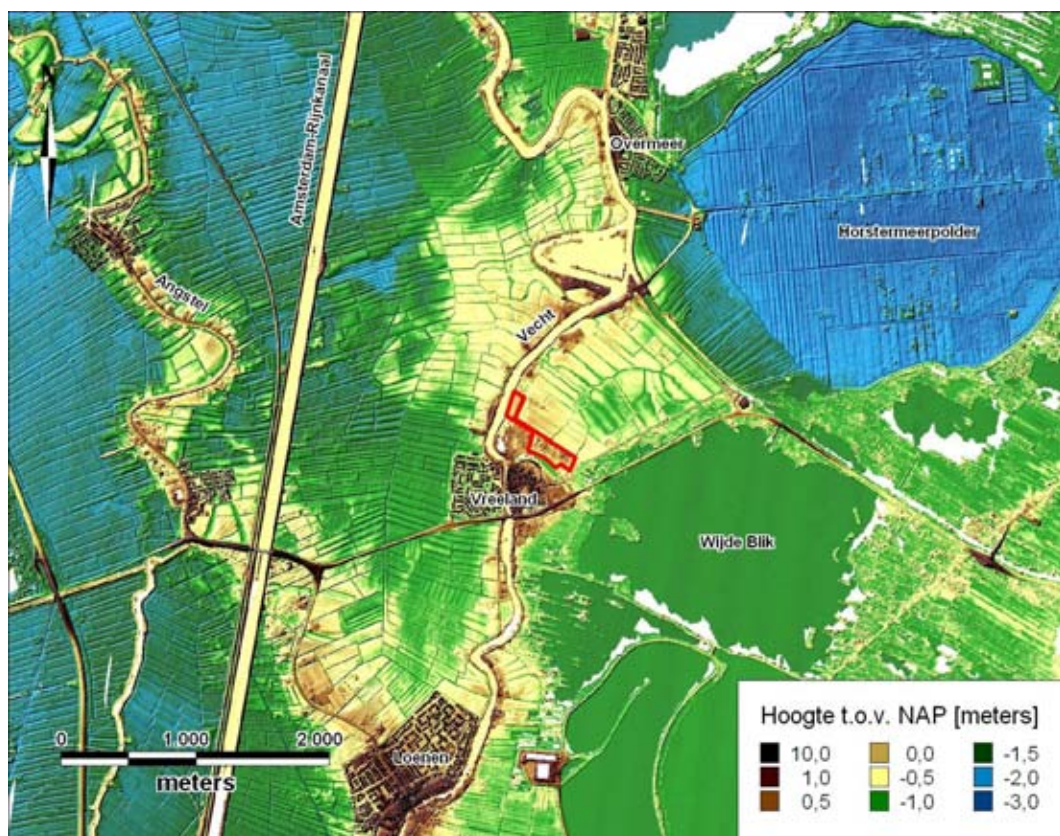 Amsterdam-Rijnkanaal
Overmeer
Horstermeerpolder
Angstel
Vecht
Vreeland
Wijde Blik
Loenen
0 1 000 2 000
meters
Hoogte t.o.v. NAP [meters]
10,0 0,0 -1,5
1,0 -0,5 -2,0
0,5 -1,0 -3,0